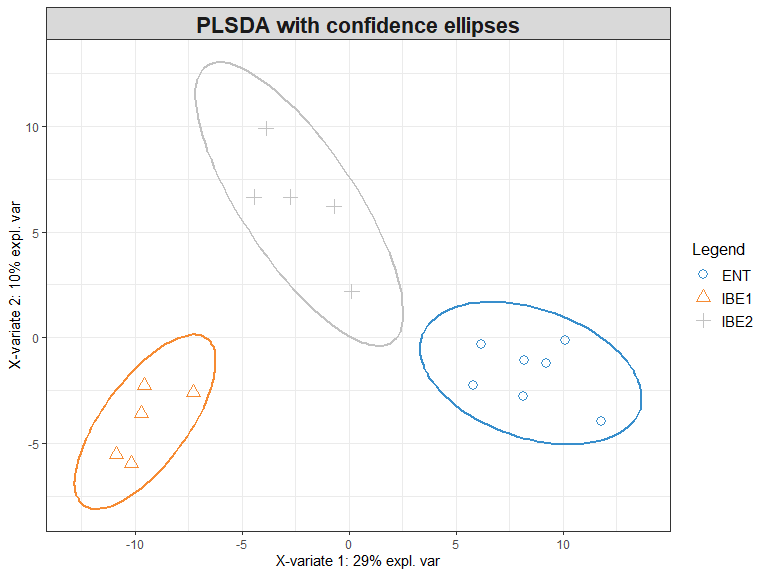 PLSDA with confidence ellipses
X-variate 2: 10% expl. var
10
5
0
-5
-10
-5
0
5
10
X-variate 1: 29% expl. var
Legend
ENT
IBE1
IBE2